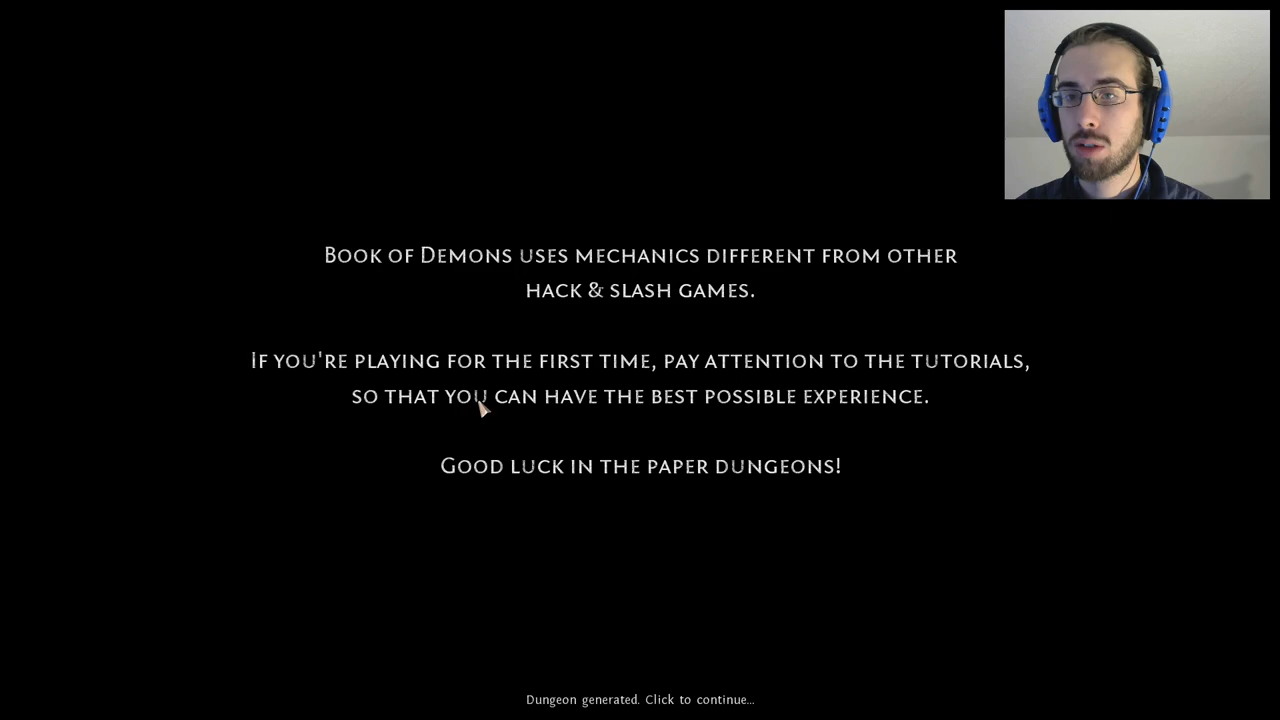 Book of Demons uses mechanics different from other
hack & slash games.
If you're playing for the first time, pay attention to the tutorials,
so that you can have the best possible experience.
Good luck in the paper dungeons!
Dungeon generated. Click to continue...